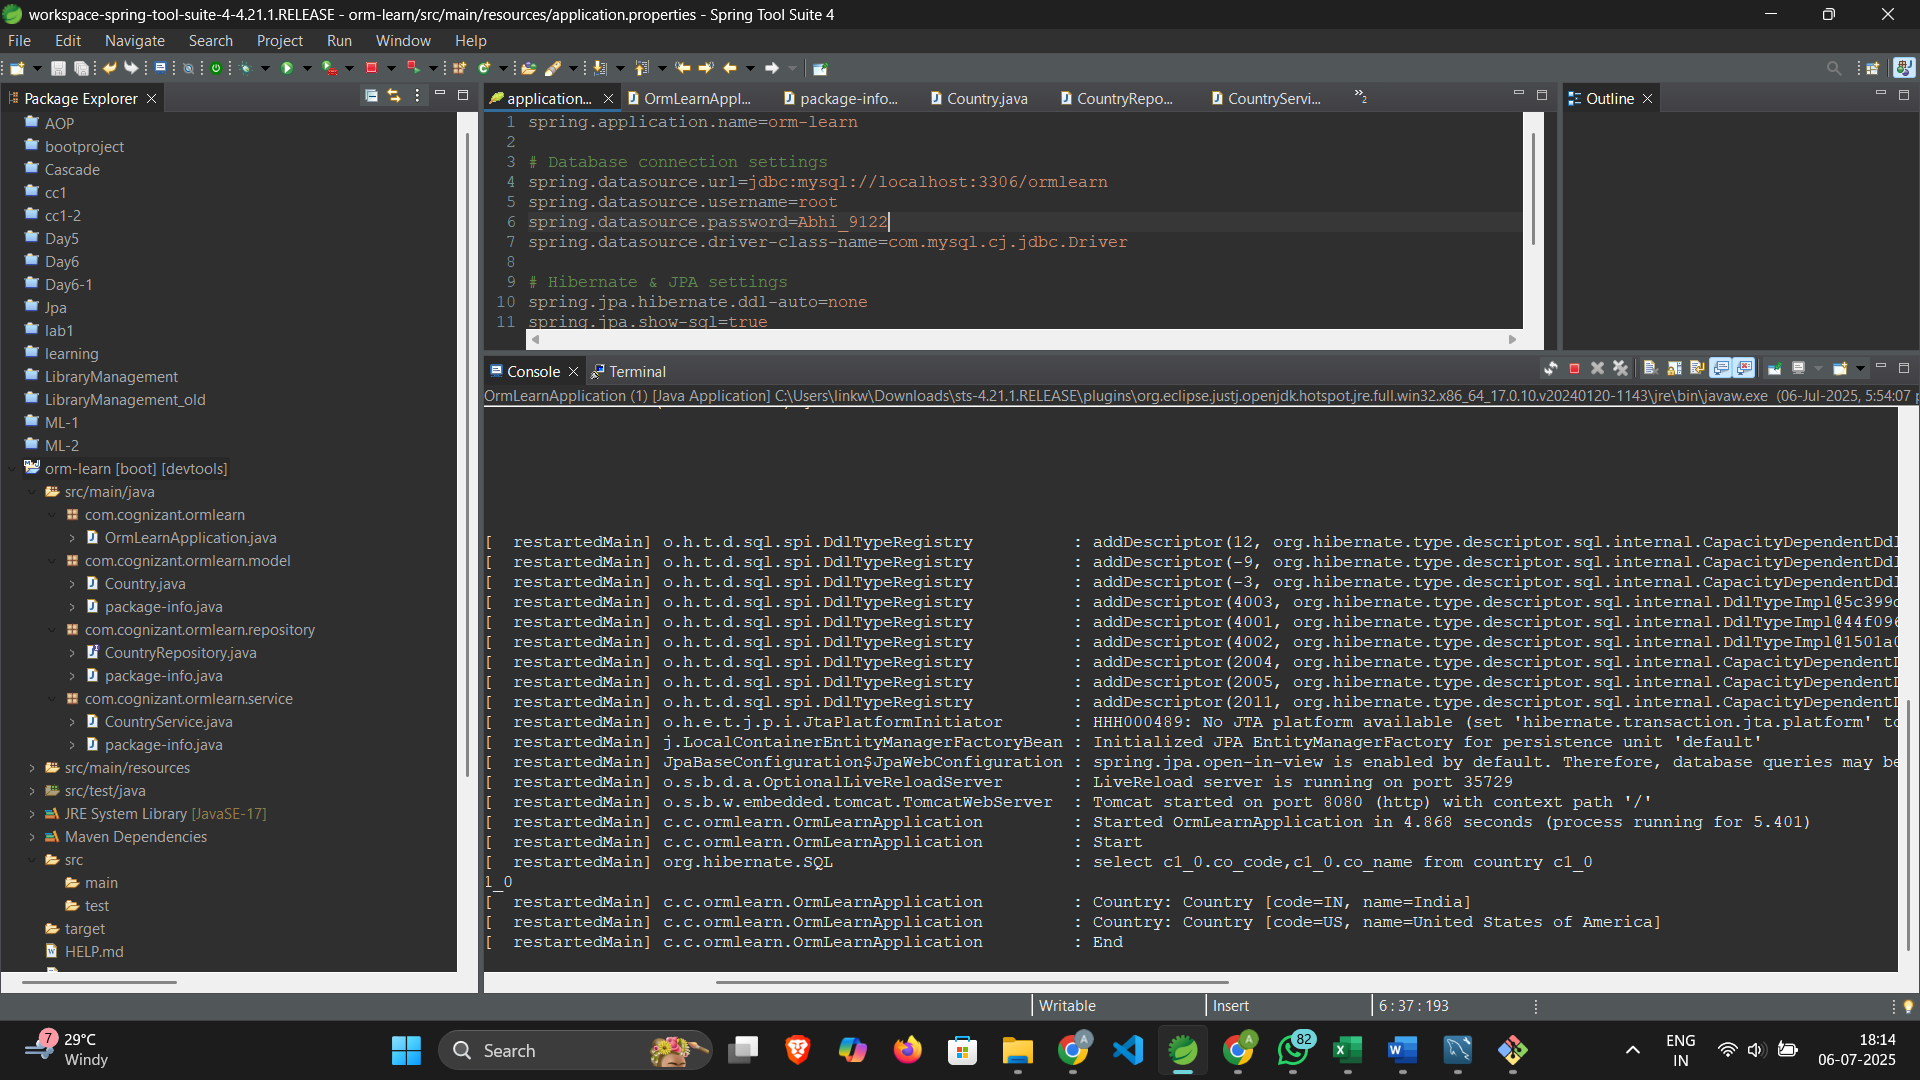 workspace-spring-tool-suite-4-4.21.1.RELEASE - orm-learn/src/main/resources/application.properties - Spring Tool Suite 4
File Edit Navigate Search Project Run Window Help
Package Explorer
AOP
bootproject
Cascade
cc1
cc1-2
Day5
Day6
Day6-1
Jpa
lab1
learning
LibraryManagement
LibraryManagement_old
ML-1
ML-2
orm-learn [boot] [devtools]
src/main/java
com.cognizant.ormlearn
OrmLearnApplication.java
com.cognizant.ormlearn.model
Country.java
package-info.java
com.cognizant.ormlearn.repository
CountryRepository.java
package-info.java
com.cognizant.ormlearn.service
CountryService.java
package-info.java
src/main/resources
src/test/java
JRE System Library [JavaSE-17]
Maven Dependencies
src
main
test
target
HELP.md
application... OrmLearnAppl... package-info... Country.java CountryRepo... CountryServi... »2
1 spring.application.name=orm-learn
2
3 # Database connection settings
4 spring.datasource.url=jdbc:mysql://localhost:3306/ormlearn
5 spring.datasource.username=root
6 spring.datasource.password=Abhi_9122
7 spring.datasource.driver-class-name=com.mysql.cj.jdbc.Driver
8
9 # Hibernate & JPA settings
10 spring.jpa.hibernate.ddl-auto=none
11 spring.jpa.show-sql=true
Outline
Console Terminal
OrmLearnApplication (1) [Java Application] C:\Users\linkw\Downloads\sts-4.21.1.RELEASE\plugins\org.eclipse.justj.openjdk.hotspot.jre.full.win32.x86_64_17.0.10.v20240120-1143\jre\bin\javaw.exe (06-Jul-2025, 5:54:07 p
[ restartedMain] o.h.t.d.sql.spi.DdlTypeRegistry : addDescriptor(12, org.hibernate.type.descriptor.sql.internal.CapacityDependentDdl
[ restartedMain] o.h.t.d.sql.spi.DdlTypeRegistry : addDescriptor(-9, org.hibernate.type.descriptor.sql.internal.CapacityDependentDdl
[ restartedMain] o.h.t.d.sql.spi.DdlTypeRegistry : addDescriptor(-3, org.hibernate.type.descriptor.sql.internal.CapacityDependentDdl
[ restartedMain] o.h.t.d.sql.spi.DdlTypeRegistry : addDescriptor(4003, org.hibernate.type.descriptor.sql.internal.DdlTypeImpl@5c399c
[ restartedMain] o.h.t.d.sql.spi.DdlTypeRegistry : addDescriptor(4001, org.hibernate.type.descriptor.sql.internal.DdlTypeImpl@44f096
[ restartedMain] o.h.t.d.sql.spi.DdlTypeRegistry : addDescriptor(4002, org.hibernate.type.descriptor.sql.internal.DdlTypeImpl@1501a0
[ restartedMain] o.h.t.d.sql.spi.DdlTypeRegistry : addDescriptor(2004, org.hibernate.type.descriptor.sql.internal.CapacityDependentD
[ restartedMain] o.h.t.d.sql.spi.DdlTypeRegistry : addDescriptor(2005, org.hibernate.type.descriptor.sql.internal.CapacityDependentD
[ restartedMain] o.h.t.d.sql.spi.DdlTypeRegistry : addDescriptor(2011, org.hibernate.type.descriptor.sql.internal.CapacityDependentD
[ restartedMain] o.h.e.t.j.p.i.JtaPlatformInitiator : HHH000489: No JTA platform available (set 'hibernate.transaction.jta.platform' to
[ restartedMain] j.LocalContainerEntityManagerFactoryBean : Initialized JPA EntityManagerFactory for persistence unit 'default'
[ restartedMain] JpaBaseConfiguration$JpaWebConfiguration : spring.jpa.open-in-view is enabled by default. Therefore, database queries may be
[ restartedMain] o.s.b.d.a.OptionalLiveReloadServer : LiveReload server is running on port 35729
[ restartedMain] o.s.b.w.embedded.tomcat.TomcatWebServer : Tomcat started on port 8080 (http) with context path '/'
[ restartedMain] c.c.ormlearn.OrmLearnApplication : Started OrmLearnApplication in 4.868 seconds (process running for 5.401)
[ restartedMain] c.c.ormlearn.OrmLearnApplication : Start
[ restartedMain] org.hibernate.SQL : select c1_0.co_code,c1_0.co_name from country c1_0
1_0
[ restartedMain] c.c.ormlearn.OrmLearnApplication : Country: Country [code=IN, name=India]
[ restartedMain] c.c.ormlearn.OrmLearnApplication : Country: Country [code=US, name=United States of America]
[ restartedMain] c.c.ormlearn.OrmLearnApplication : End
Writable Insert 6 : 37 : 193
7 29°C
Windy
Search
82
ENG
IN
18:14
06-07-2025